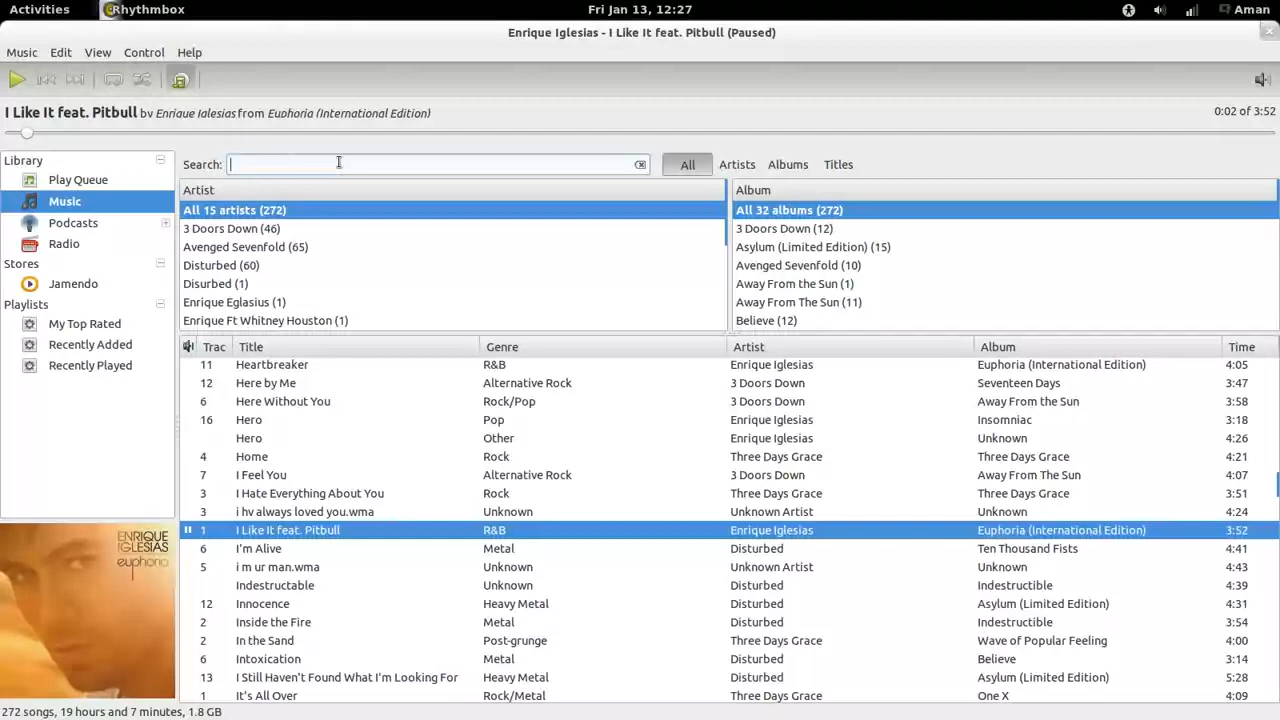 Activities Rhythmbox Fri Jan 13, 12:27 Aman
Enrique Iglesias - I Like It feat. Pitbull (Paused)
Music Edit View Control Help
I Like It feat. Pitbull by Enrique Iglesias from Euphoria (International Edition) 0:02 of 3:52
Library
Play Queue
Music
Podcasts
Radio
Stores
Jamendo
Playlists
My Top Rated
Recently Added
Recently Played
Search: All Artists Albums Titles
Artist
All 15 artists (272)
3 Doors Down (46)
Avenged Sevenfold (65)
Disturbed (60)
Disurbed (1)
Enrique Eglasius (1)
Enrique Ft Whitney Houston (1)
Album
All 32 albums (272)
3 Doors Down (12)
Asylum (Limited Edition) (15)
Avenged Sevenfold (10)
Away From the Sun (1)
Away From The Sun (11)
Believe (12)
Trac Title Genre Artist Album Time
11 Heartbreaker R&B Enrique Iglesias Euphoria (International Edition) 4:05
12 Here by Me Alternative Rock 3 Doors Down Seventeen Days 3:47
6 Here Without You Rock/Pop 3 Doors Down Away From the Sun 3:58
16 Hero Pop Enrique Iglesias Insomniac 3:18
Hero Other Enrique Iglesias Unknown 4:26
4 Home Rock Three Days Grace Three Days Grace 4:21
7 I Feel You Alternative Rock 3 Doors Down Away From The Sun 4:07
3 I Hate Everything About You Rock Three Days Grace Three Days Grace 3:51
3 i hv always loved you.wma Unknown Unknown Artist Unknown 4:24
1 I Like It feat. Pitbull R&B Enrique Iglesias Euphoria (International Edition) 3:52
6 I'm Alive Metal Disturbed Ten Thousand Fists 4:41
5 i m ur man.wma Unknown Unknown Artist Unknown 4:43
Indestructable Unknown Disturbed Indestructible 4:39
12 Innocence Heavy Metal Disturbed Asylum (Limited Edition) 4:31
2 Inside the Fire Metal Disturbed Indestructible 3:54
2 In the Sand Post-grunge Three Days Grace Wave of Popular Feeling 4:00
6 Intoxication Metal Disturbed Believe 3:14
13 I Still Haven't Found What I'm Looking For Heavy Metal Disturbed Asylum (Limited Edition) 5:28
1 It's All Over Rock/Metal Three Days Grace One X 4:09
ENRIQUE
IGLESIAS
euphoria
272 songs, 19 hours and 7 minutes, 1.8 GB